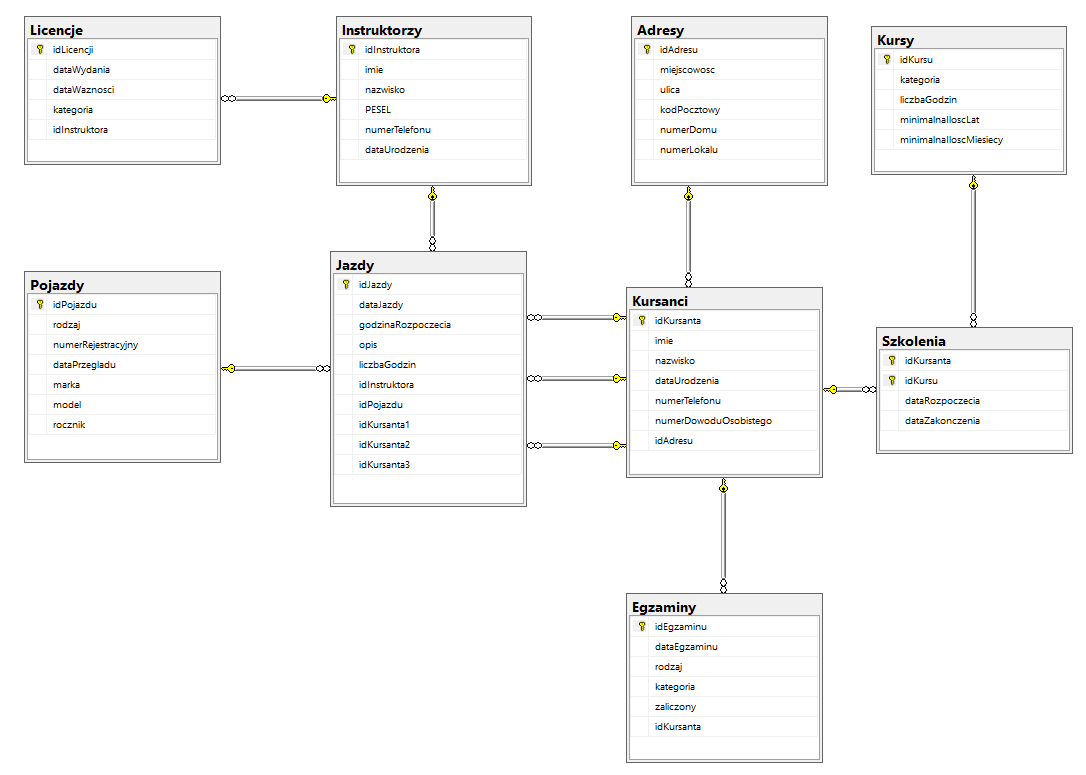 Licencje
idLicencji
dataWydania
dataWaznosci
kategoria
idInstruktora
Instruktorzy
idInstruktora
imie
nazwisko
PESEL
numerTelefonu
dataUrodzenia
Adresy
idAdresu
miejscowosc
ulica
kodPocztowy
numerDomu
numerLokalu
Kursy
idKursu
kategoria
liczbaGodzin
minimalnaIloscLat
minimalnaIloscMiesiecy
Pojazdy
idPojazdu
rodzaj
numerRejestracyjny
dataPrzegladu
marka
model
rocznik
Jazdy
idJazdy
dataJazdy
godzinaRozpoczecia
opis
liczbaGodzin
idInstruktora
idPojazdu
idKursanta1
idKursanta2
idKursanta3
Kursanci
idKursanta
imie
nazwisko
dataUrodzenia
numerTelefonu
numerDowoduOsobistego
idAdresu
Szkolenia
idKursanta
idKursu
dataRozpoczecia
dataZakonczenia
Egzaminy
idEgzaminu
dataEgzaminu
rodzaj
kategoria
zaliczony
idKursanta